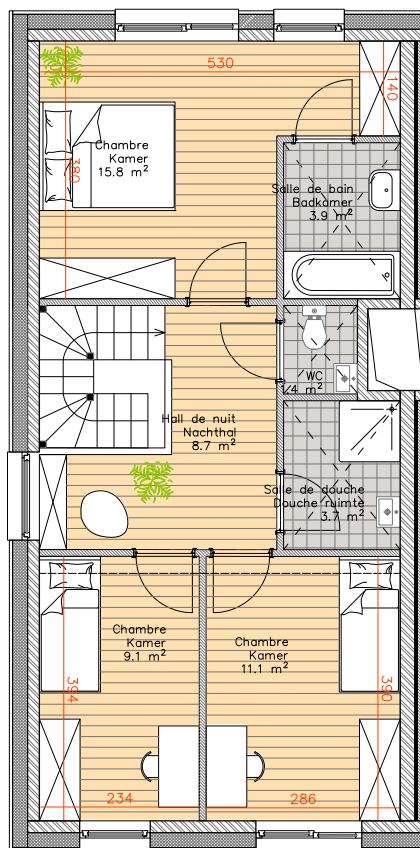 530
140
Chambre
Kamer
15.8 m²
380
Salle de bain
Badkamer
3.9 m²
WC
1.4 m²
Hall de nuit
Nachthal
8.7 m²
Salle de douche
Douche ruimte
3.7 m²
Chambre
Kamer
9.1 m²
Chambre
Kamer
11.1 m²
394
390
234
286